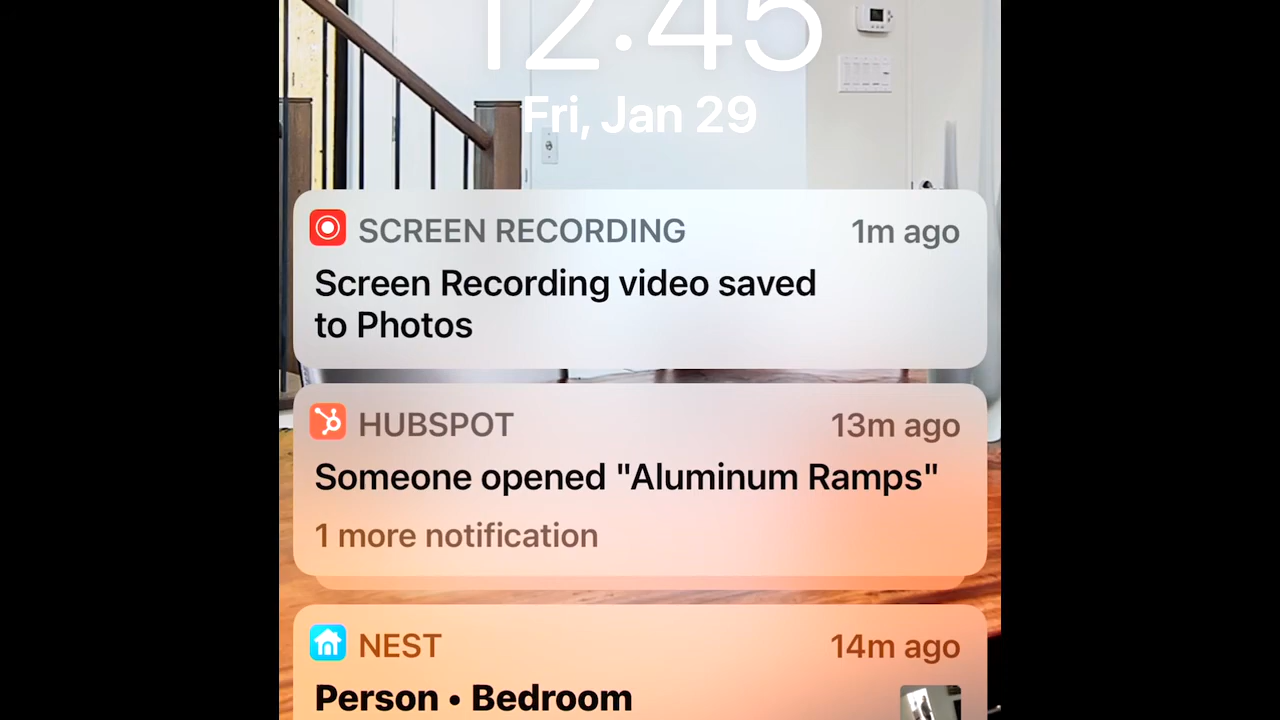 12:45
Fri, Jan 29
SCREEN RECORDING 1m ago
Screen Recording video saved
to Photos
HUBSPOT 13m ago
Someone opened "Aluminum Ramps"
1 more notification
NEST 14m ago
Person • Bedroom